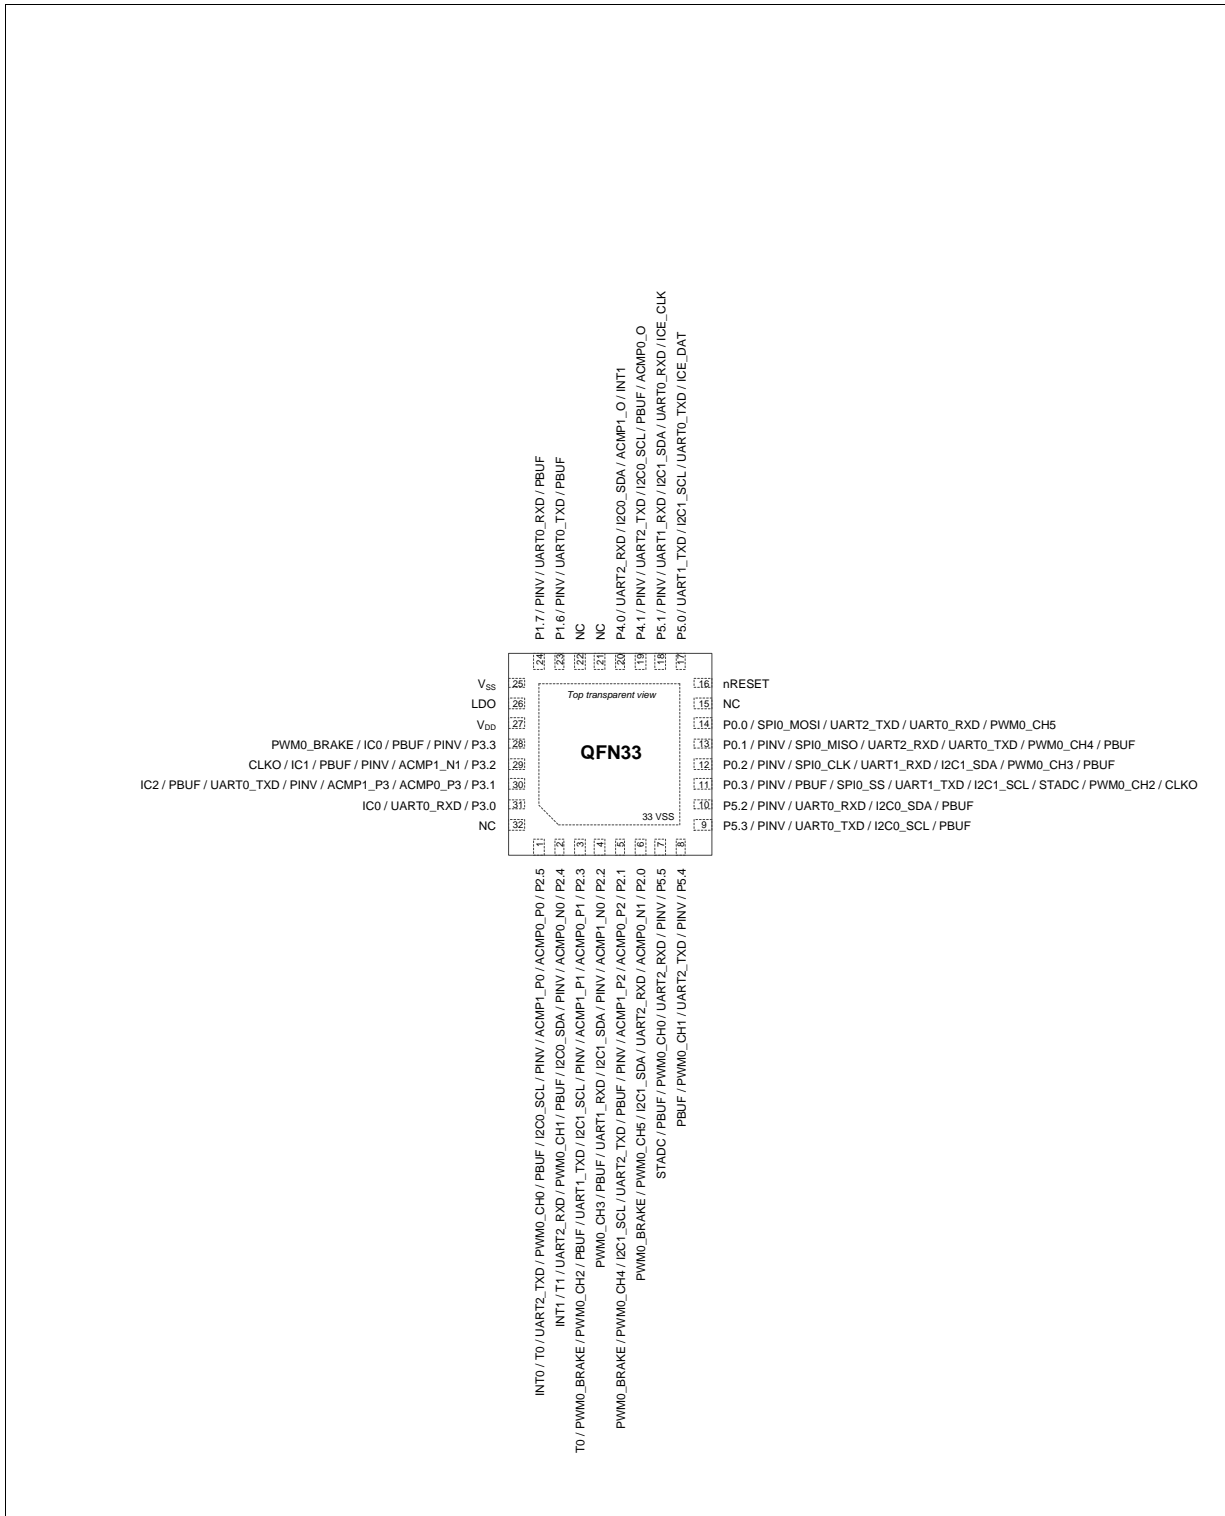 P1.7 / PINV / UART0_RXD / PBUF
P1.6 / PINV / UART0_TXD / PBUF
NC
NC
P4.0 / UART2_RXD / I2C0_SDA / ACMP1_O / INT1
P4.1 / PINV / UART2_TXD / I2C0_SCL / PBUF / ACMP0_O
P5.1 / PINV / UART1_RXD / I2C1_SDA / UART0_RXD / ICE_CLK
P5.0 / UART1_TXD / I2C1_SCL / UART0_TXD / ICE_DAT
24 23 22 21 20 19 18 17
VSS 25
LDO 26
VDD 27
PWM0_BRAKE / IC0 / PBUF / PINV / P3.3 28
CLKO / IC1 / PBUF / PINV / ACMP1_N1 / P3.2 29
IC2 / PBUF / UART0_TXD / PINV / ACMP1_P3 / ACMP0_P3 / P3.1 30
IC0 / UART0_RXD / P3.0 31
NC 32
Top transparent view
QFN33
33 VSS
16 nRESET
15 NC
14 P0.0 / SPI0_MOSI / UART2_TXD / UART0_RXD / PWM0_CH5
13 P0.1 / PINV / SPI0_MISO / UART2_RXD / UART0_TXD / PWM0_CH4 / PBUF
12 P0.2 / PINV / SPI0_CLK / UART1_RXD / I2C1_SDA / PWM0_CH3 / PBUF
11 P0.3 / PINV / PBUF / SPI0_SS / UART1_TXD / I2C1_SCL / STADC / PWM0_CH2 / CLKO
10 P5.2 / PINV / UART0_RXD / I2C0_SDA / PBUF
9 P5.3 / PINV / UART0_TXD / I2C0_SCL / PBUF
1 2 3 4 5 6 7 8
INT0 / T0 / UART2_TXD / PWM0_CH0 / PBUF / I2C0_SCL / PINV / ACMP1_P0 / ACMP0_P0 / P2.5
INT1 / T1 / UART2_RXD / PWM0_CH1 / PBUF / I2C0_SDA / PINV / ACMP0_N0 / P2.4
T0 / PWM0_BRAKE / PWM0_CH2 / PBUF / UART1_TXD / I2C1_SCL / PINV / ACMP1_P1 / ACMP0_P1 / P2.3
PWM0_CH3 / PBUF / UART1_RXD / I2C1_SDA / PINV / ACMP1_N0 / P2.2
PWM0_BRAKE / PWM0_CH4 / I2C1_SCL / UART2_TXD / PBUF / PINV / ACMP1_P2 / ACMP0_P2 / P2.1
PWM0_BRAKE / PWM0_CH5 / I2C1_SDA / UART2_RXD / ACMP0_N1 / P2.0
STADC / PBUF / PWM0_CH0 / UART2_RXD / PINV / P5.5
PBUF / PWM0_CH1 / UART2_TXD / PINV / P5.4